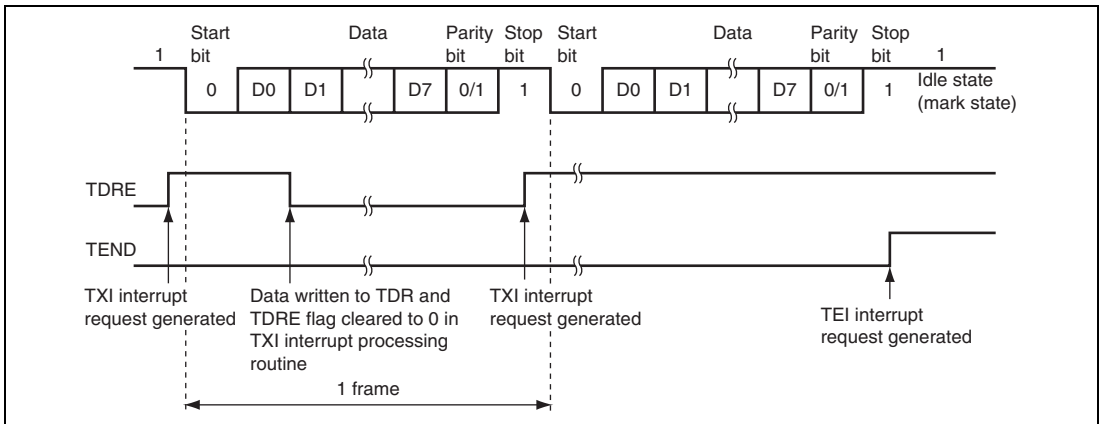 Start bit
Data
Parity bit
Stop bit
Start bit
Data
Parity bit
Stop bit
1
1
0
D0
D1
D7
0/1
1
0
D0
D1
D7
0/1
1
Idle state
(mark state)
TDRE
TEND
TXI interrupt
request generated
Data written to TDR and
TDRE flag cleared to 0 in
TXI interrupt processing
routine
TXI interrupt
request generated
TEI interrupt
request generated
1 frame